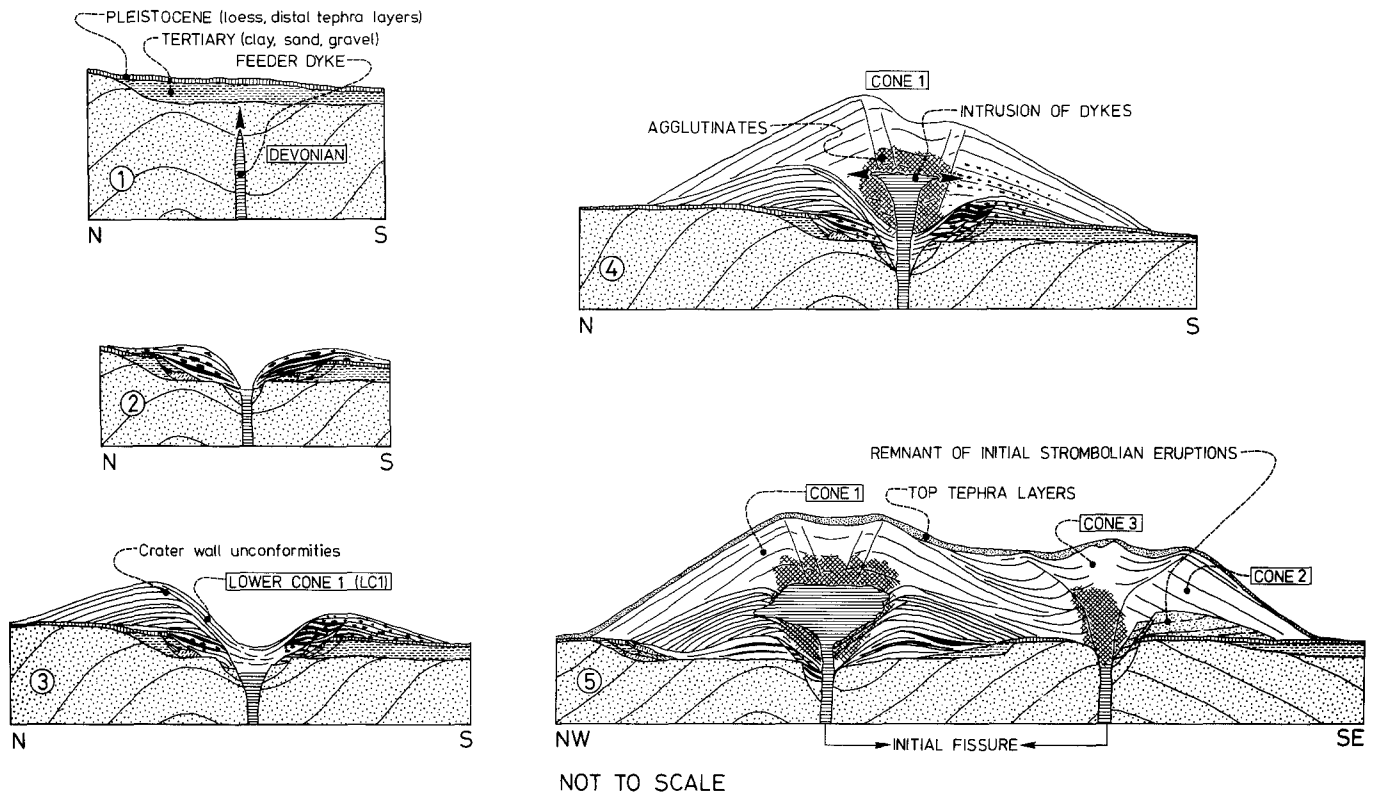 PLEISTOCENE (loess, distal tephra layers)
TERTIARY (clay, sand, gravel)
FEEDER DYKE
DEVONIAN
1
N S
2
N S
Crater wall unconformities
LOWER CONE 1 (LC1)
3
N S
CONE 1
AGGLUTINATES
INTRUSION OF DYKES
4
N S
REMNANT OF INITIAL STROMBOLIAN ERUPTIONS
CONE 1
TOP TEPHRA LAYERS
CONE 3
CONE 2
5
NW SE
INITIAL FISSURE
NOT TO SCALE